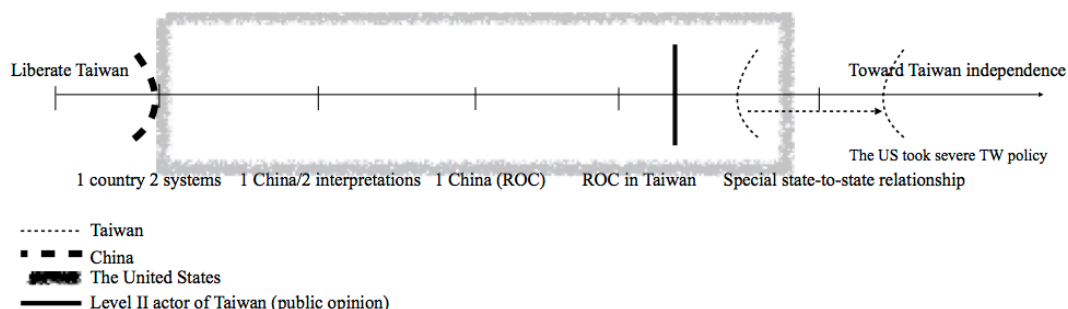 Liberate Taiwan
Toward Taiwan independence
The US took severe TW policy
1 country 2 systems
1 China/2 interpretations
1 China (ROC)
ROC in Taiwan
Special state-to-state relationship
Taiwan
China
The United States
Level II actor of Taiwan (public opinion)